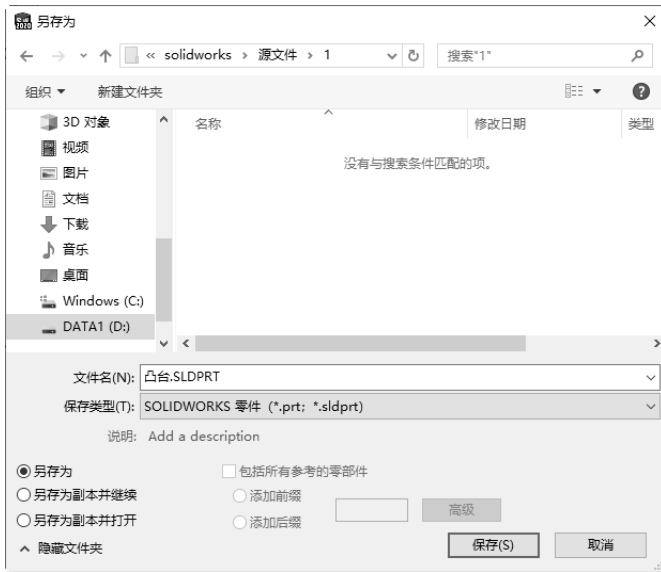 另存为
« solidworks › 源文件 › 1
搜索"1"
组织 新建文件夹
名称 修改日期 类型
没有与搜索条件匹配的项。
3D 对象
视频
图片
文档
下载
音乐
桌面
Windows (C:)
DATA1 (D:)
文件名(N): 凸台.SLDPRT
保存类型(T): SOLIDWORKS 零件 (*.prt; *.sldprt)
说明: Add a description
另存为 包括所有参考的零部件
另存为副本并继续 添加前缀 高级
另存为副本并打开 添加后缀
隐藏文件夹 保存(S) 取消